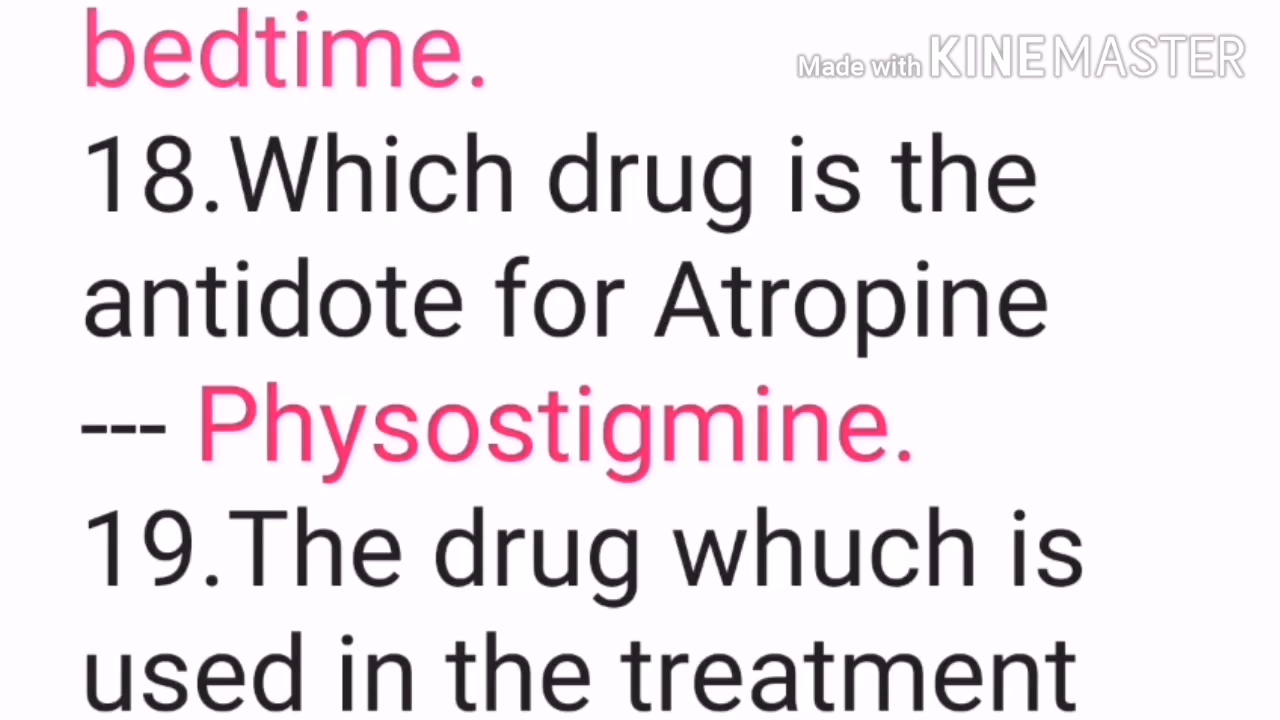 bedtime.
Made with KINEMASTER
18.Which drug is the
antidote for Atropine
--- Physostigmine.
19.The drug whuch is
used in the treatment